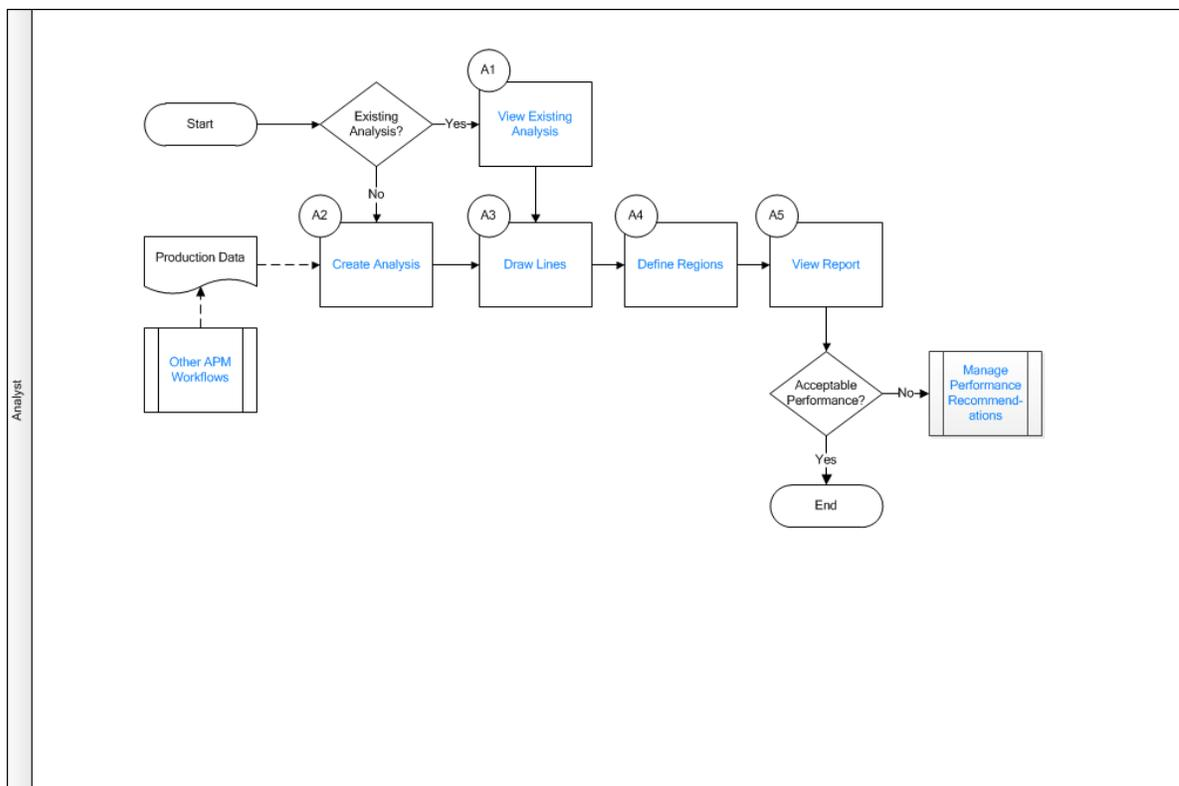 A1
Start
Existing
Analysis?
Yes
View Existing
Analysis
No
A2
A3
A4
A5
Production Data
Create Analysis
Draw Lines
Define Regions
View Report
Other APM
Workflows
Analyst
Acceptable
Performance?
No
Manage
Performance
Recommend-
ations
Yes
End